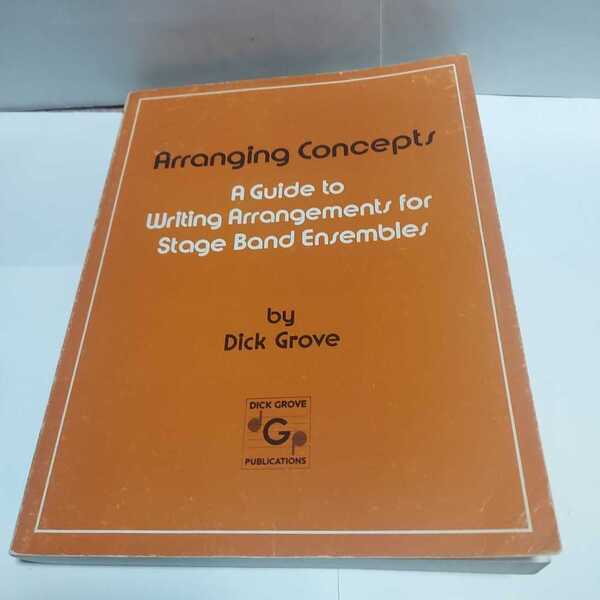 Arranging Concepts
A Guide to
Writing Arrangements for
Stage Band Ensembles
by
Dick Grove
DICK GROVE
d G p
PUBLICATIONS